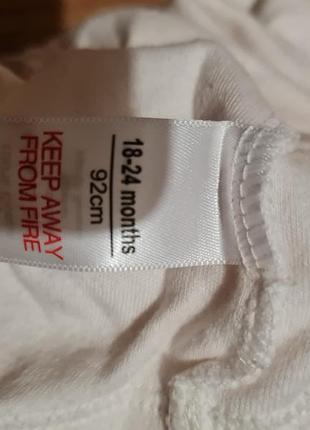 18-24 months
92cm
KEEP AWAY
FROM FIRE